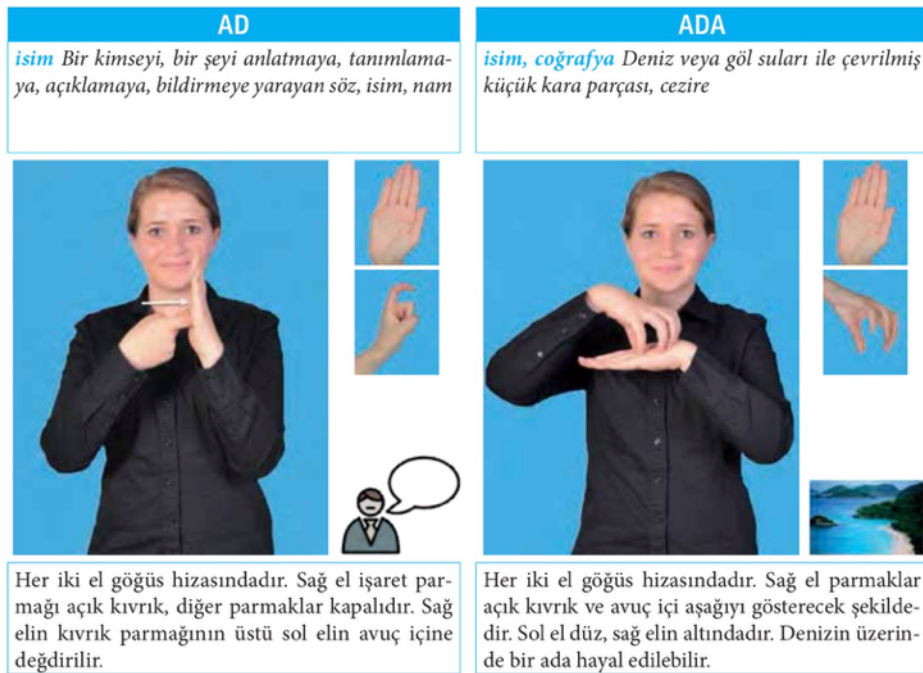 AD
isim Bir kimseyi, bir şeyi anlatmaya, tanımlama-
ya, açıklamaya, bildirmeye yarayan söz, isim, nam
Her iki el göğüs hizasındadır. Sağ el işaret par-
mağı açık kıvrık, diğer parmaklar kapalıdır. Sağ
elin kıvrık parmağının üstü sol elin avuç içine
değdirilir.
ADA
isim, coğrafya Deniz veya göl suları ile çevrilmiş
küçük kara parçası, cezire
Her iki el göğüs hizasındadır. Sağ el parmaklar
açık kıvrık ve avuç içi aşağıyı gösterecek şekilde-
dir. Sol el düz, sağ elin altındadır. Denizin üzerin-
de bir ada hayal edilebilir.